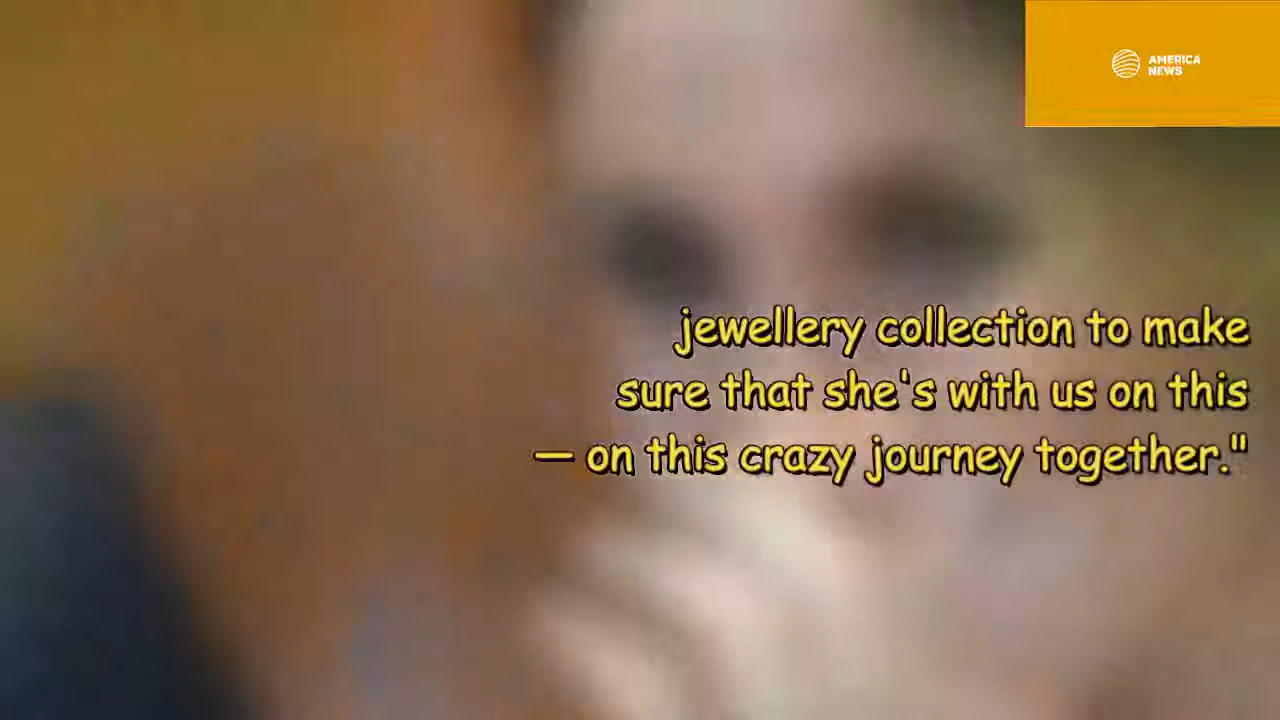 AMERICA
NEWS
jewellery collection to make
sure that she's with us on this
— on this crazy journey together."